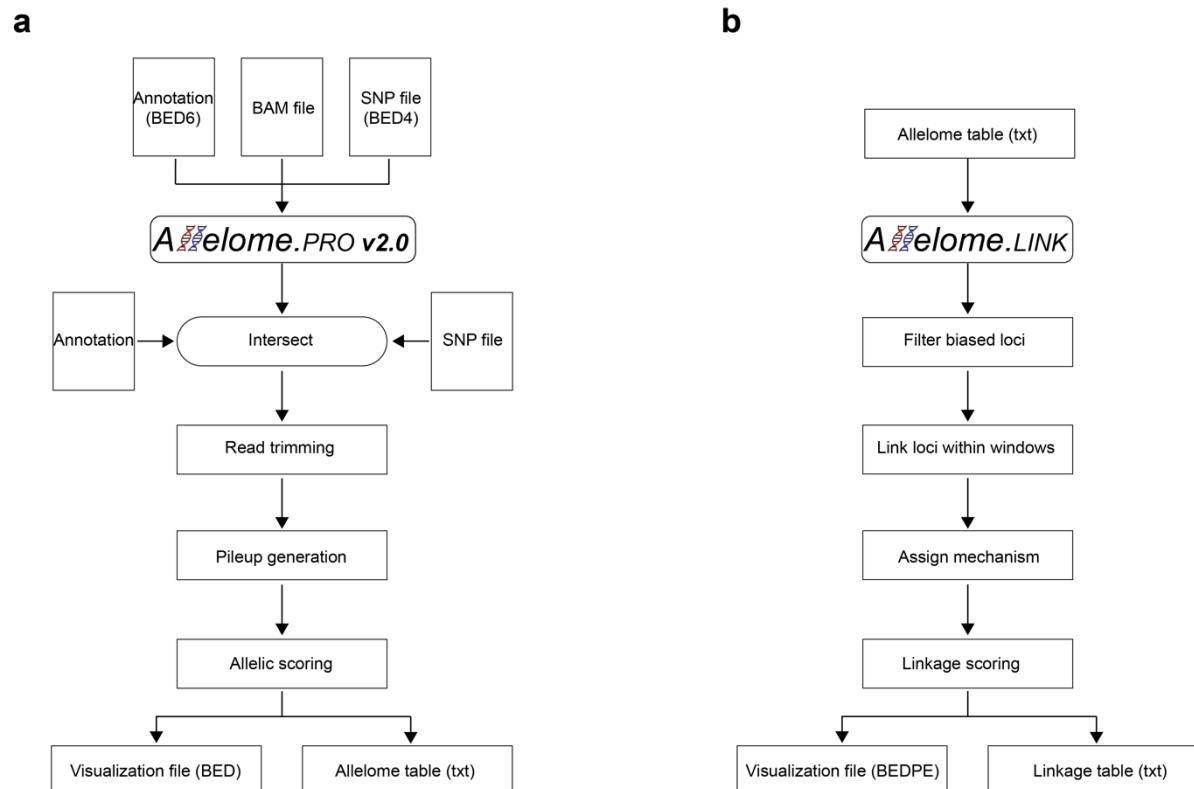 a
Annotation
(BED6)
BAM file
SNP file
(BED4)
Allelome.PRO v2.0
Annotation
Intersect
SNP file
Read trimming
Pileup generation
Allelic scoring
Visualization file (BED)
Allelome table (txt)
b
Allelome table (txt)
Allelome.LINK
Filter biased loci
Link loci within windows
Assign mechanism
Linkage scoring
Visualization file (BEDPE)
Linkage table (txt)